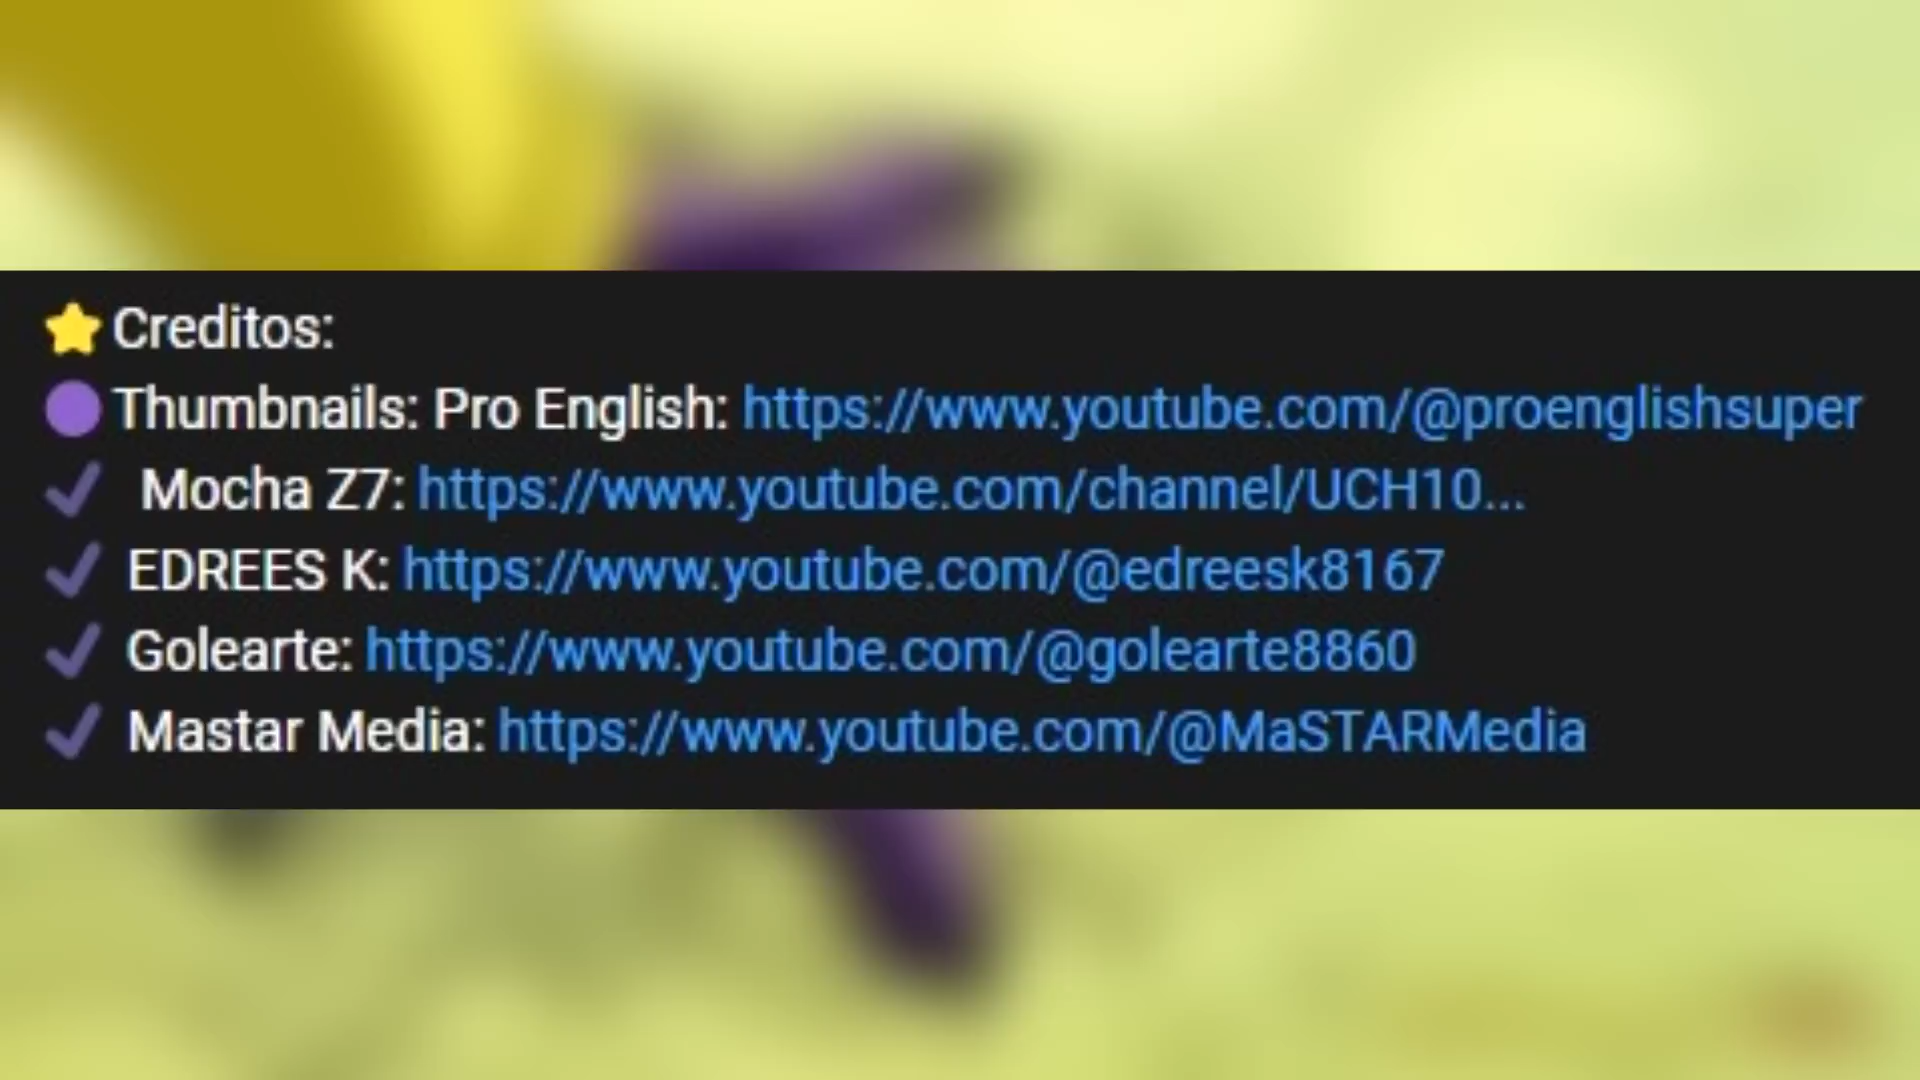 ⭐Creditos:
🟣Thumbnails: Pro English: https://www.youtube.com/@proenglishsuper
✔ Mocha Z7: https://www.youtube.com/channel/UCH10...
✔ EDREES K: https://www.youtube.com/@edreesk8167
✔ Golearte: https://www.youtube.com/@golearte8860
✔ Mastar Media: https://www.youtube.com/@MaSTARMedia